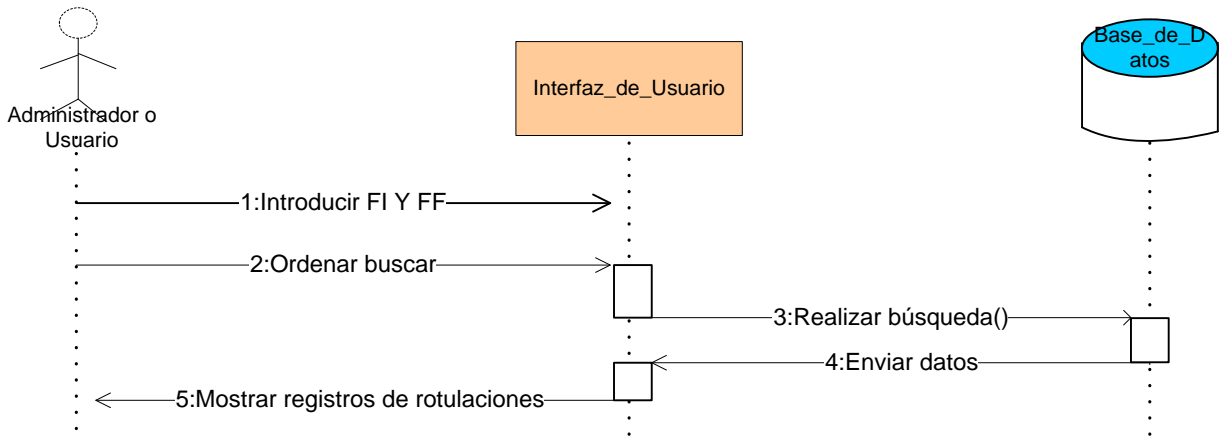 Administrador o
Usuario
Interfaz_de_Usuario
Base_de_D
atos
1:Introducir FI Y FF
2:Ordenar buscar
3:Realizar búsqueda()
4:Enviar datos
5:Mostrar registros de rotulaciones